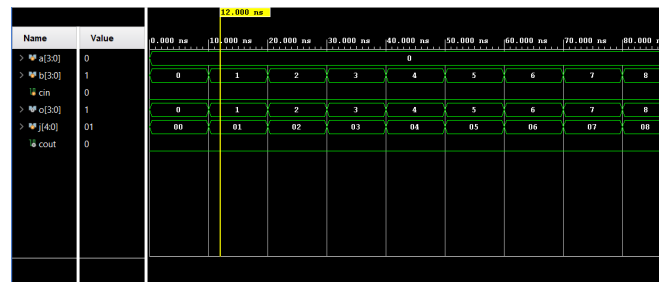 12.000 ns
Name Value 0.000 ns 10.000 ns 20.000 ns 30.000 ns 40.000 ns 50.000 ns 60.000 ns 70.000 ns 80.000 n
> a[3:0] 0 0
> b[3:0] 1 0 1 2 3 4 5 6 7 8
cin 0
> o[3:0] 1 0 1 2 3 4 5 6 7 8
> j[4:0] 01 00 01 02 03 04 05 06 07 08
cout 0